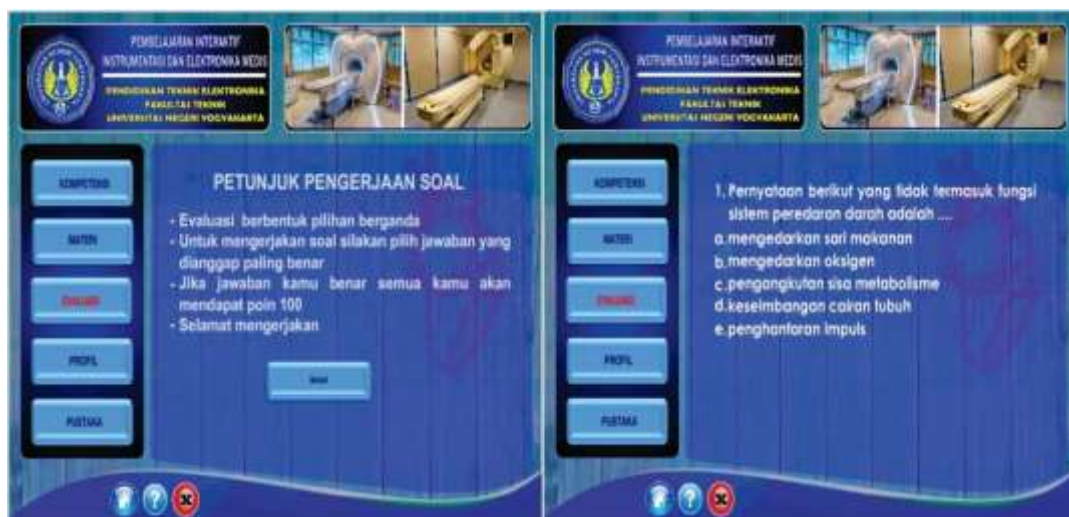 PEMBELAJARAN INTERAKTIF
INSTRUMENTASI DAN ELEKTRONIKA MEDIS
PENDIDIKAN TEKNIK ELEKTRONIKA
FAKULTAS TEKNIK
UNIVERSITAS NEGERI YOGYAKARTA
KOMPETENSI
MATERI
EVALUASI
PROFIL
PUSTAKA
PETUNJUK PENGERJAAN SOAL
- Evaluasi berbentuk pilihan berganda
- Untuk mengerjakan soal silakan pilih jawaban yang
dianggap paling benar
- Jika jawaban kamu benar semua kamu akan
mendapat poin 100
- Selamat mengerjakan
?
PEMBELAJARAN INTERAKTIF
INSTRUMENTASI DAN ELEKTRONIKA MEDIS
PENDIDIKAN TEKNIK ELEKTRONIKA
FAKULTAS TEKNIK
UNIVERSITAS NEGERI YOGYAKARTA
KOMPETENSI
MATERI
EVALUASI
PROFIL
PUSTAKA
1. Pernyataan berikut yang tidak termasuk fungsi
sistem peredaran darah adalah ....
a. mengedarkan sari makanan
b. mengedarkan oksigen
c. pengangkutan sisa metabolisme
d. keseimbangan cairan tubuh
e. penghantaran impuls
?